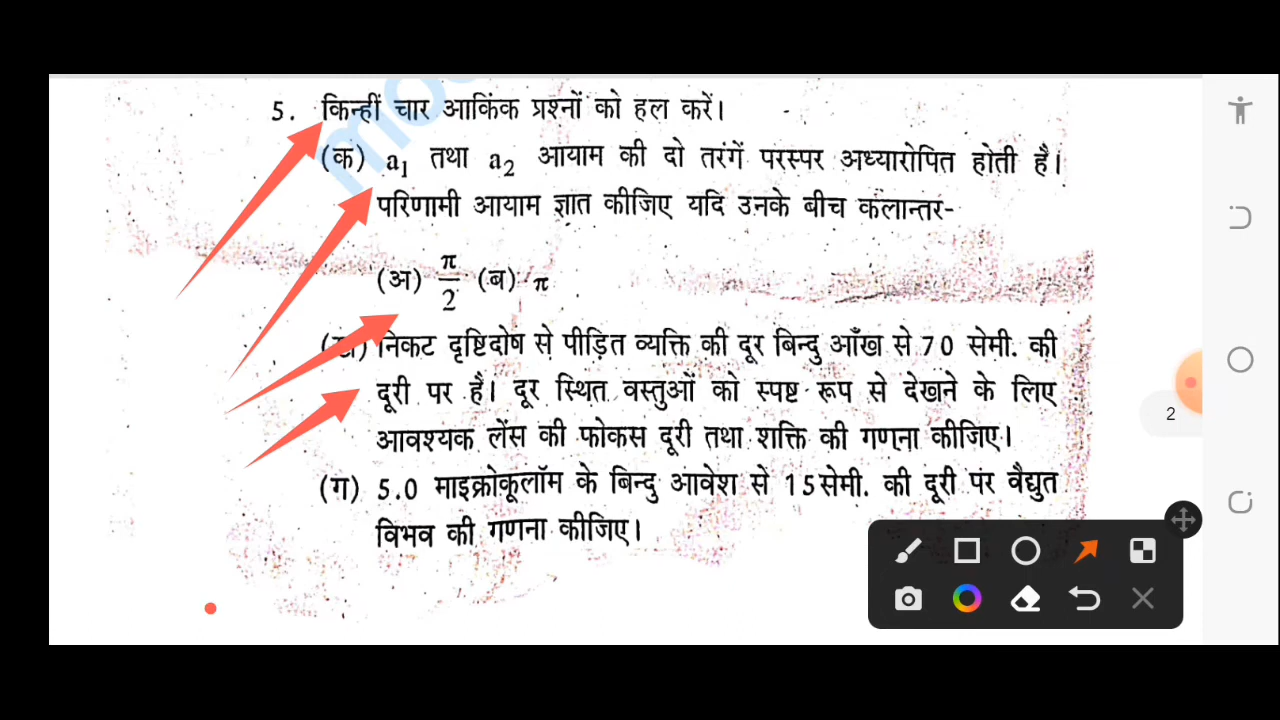 5. किन्हीं चार आकिंक प्रश्नों को हल करें।
(क) a₁ तथा a₂ आयाम की दो तरंगें परस्पर अध्यारोपित होती है।
परिणामी आयाम ज्ञात कीजिए यदि उनके बीच कलान्तर-
(अ) π/2 (ब) π
(ख) निकट दृष्टिदोष से पीड़ित व्यक्ति की दूर बिन्दु आँख से 70 सेमी. की
दूरी पर है। दूर स्थित वस्तुओं को स्पष्ट रूप से देखने के लिए
आवश्यक लेंस की फोकस दूरी तथा शक्ति की गणना कीजिए।
(ग) 5.0 माइक्रोकूलॉम के बिन्दु आवेश से 15सेमी. की दूरी पर वैद्युत
विभव की गणना कीजिए।
2